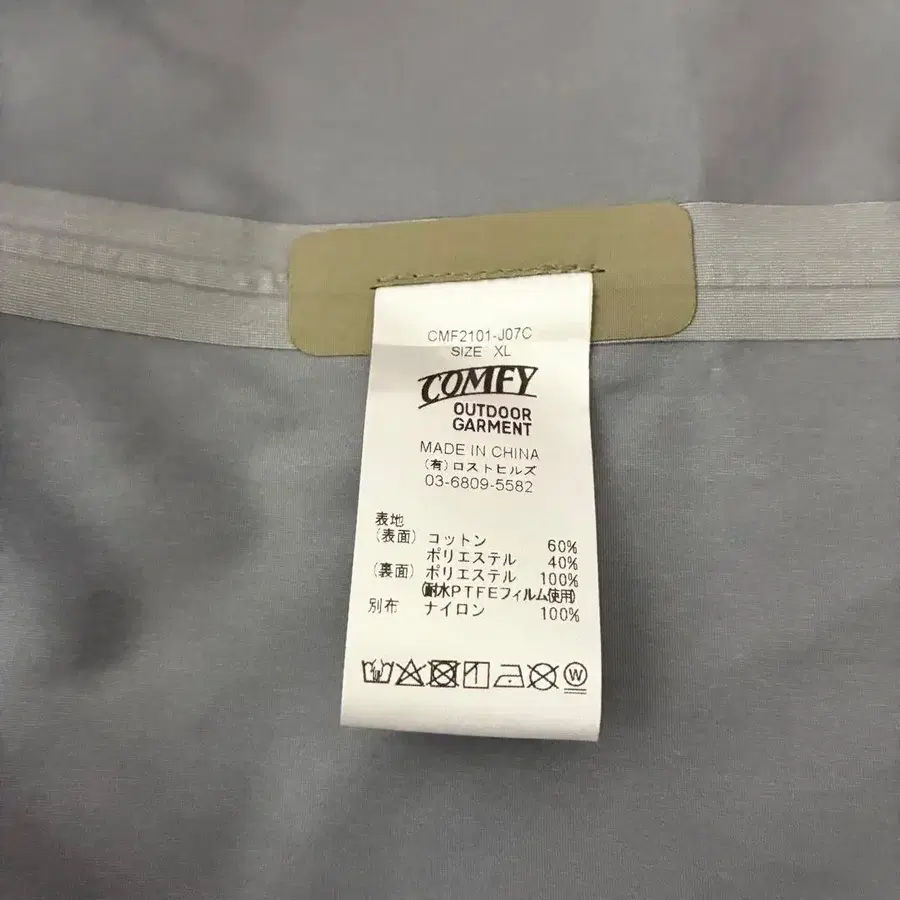 CMF2101-J07C
SIZE XL
COMFY
OUTDOOR
GARMENT
MADE IN CHINA
(有)ロストヒルズ
03-6809-5582
表地
(表面) コットン 60%
ポリエステル 40%
(裏面) ポリエステル 100%
(耐水PTFEフィルム使用)
別布 ナイロン 100%
W